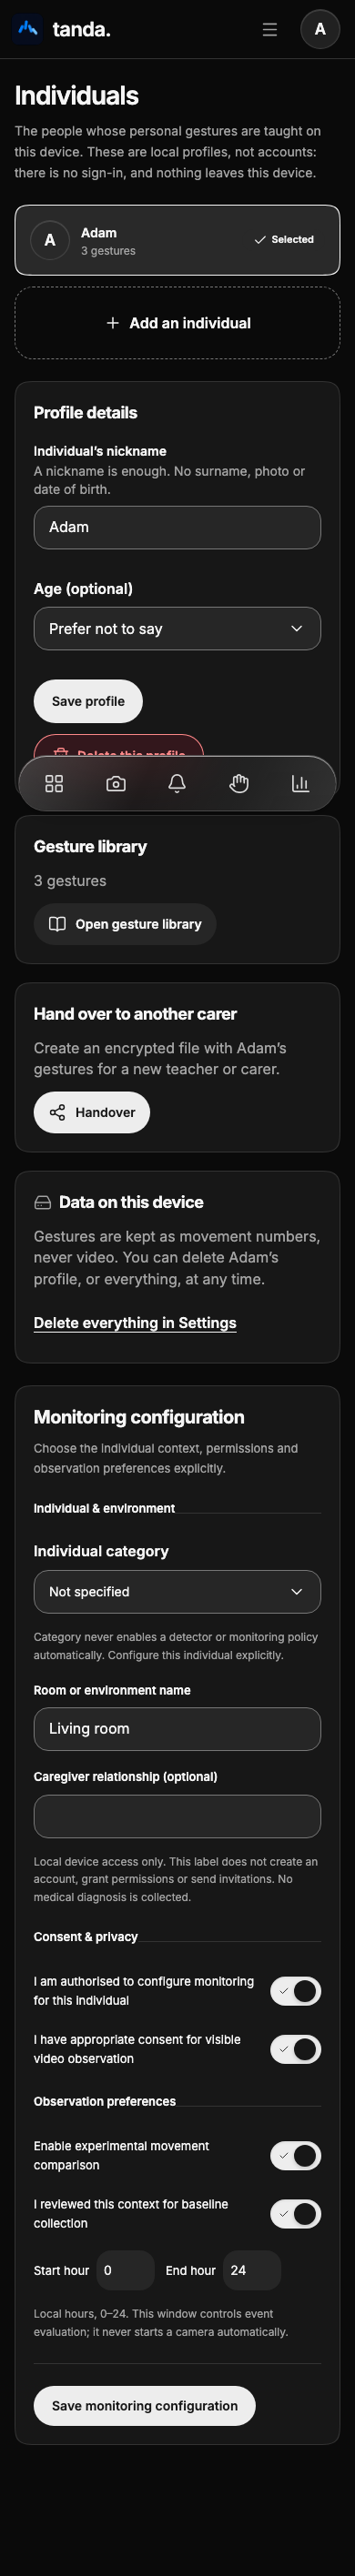 tanda.
A
Individuals
The people whose personal gestures are taught on
this device. These are local profiles, not accounts:
there is no sign-in, and nothing leaves this device.
A
Adam
3 gestures
Selected
Add an individual
Profile details
Individual’s nickname
A nickname is enough. No surname, photo or
date of birth.
Adam
Age (optional)
Prefer not to say
Save profile
Delete this profile
Gesture library
3 gestures
Open gesture library
Hand over to another carer
Create an encrypted file with Adam’s
gestures for a new teacher or carer.
Handover
Data on this device
Gestures are kept as movement numbers,
never video. You can delete Adam’s
profile, or everything, at any time.
Delete everything in Settings
Monitoring configuration
Choose the individual context, permissions and
observation preferences explicitly.
Individual & environment
Individual category
Not specified
Category never enables a detector or monitoring policy
automatically. Configure this individual explicitly.
Room or environment name
Living room
Caregiver relationship (optional)
Local device access only. This label does not create an
account, grant permissions or send invitations. No
medical diagnosis is collected.
Consent & privacy
I am authorised to configure monitoring
for this individual
I have appropriate consent for visible
video observation
Observation preferences
Enable experimental movement
comparison
I reviewed this context for baseline
collection
Start hour 0 End hour 24
Local hours, 0–24. This window controls event
evaluation; it never starts a camera automatically.
Save monitoring configuration